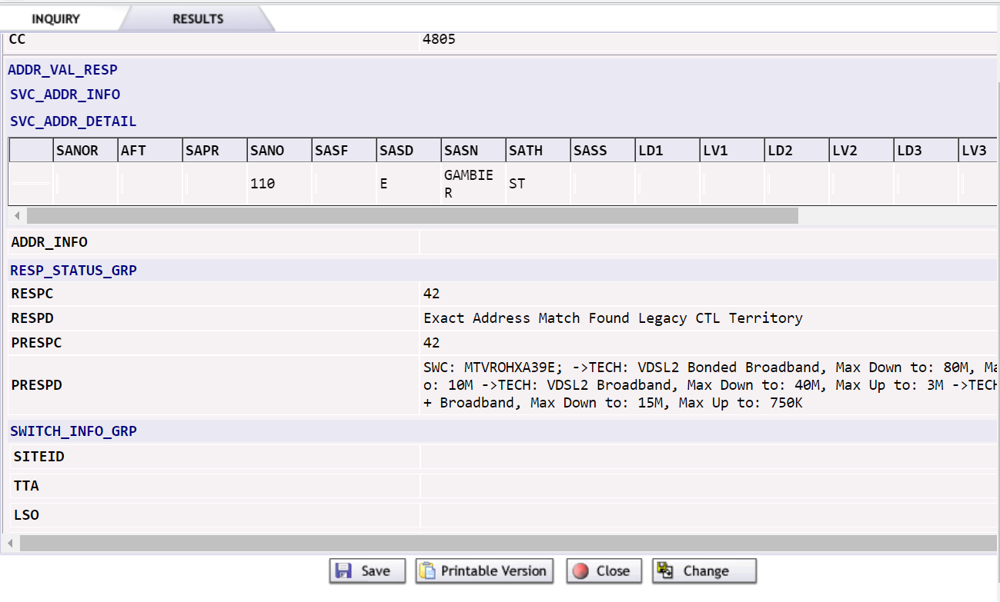 INQUIRY RESULTS
CC 4805
ADDR_VAL_RESP
SVC_ADDR_INFO
SVC_ADDR_DETAIL
SANOR AFT SAPR SANO SASF SASD SASN SATH SASS LD1 LV1 LD2 LV2 LD3 LV3
110 E GAMBIE ST
R
ADDR_INFO
RESP_STATUS_GRP
RESPC 42
RESPD Exact Address Match Found Legacy CTL Territory
PRESPC 42
PRESPD
SWC: MTVROHXA39E; ->TECH: VDSL2 Bonded Broadband, Max Down to: 80M,
o: 10M ->TECH: VDSL2 Broadband, Max Down to: 40M, Max Up to: 3M ->TECH
+ Broadband, Max Down to: 15M, Max Up to: 750K
SWITCH_INFO_GRP
SITEID
TTA
LSO
Save Printable Version Close Change